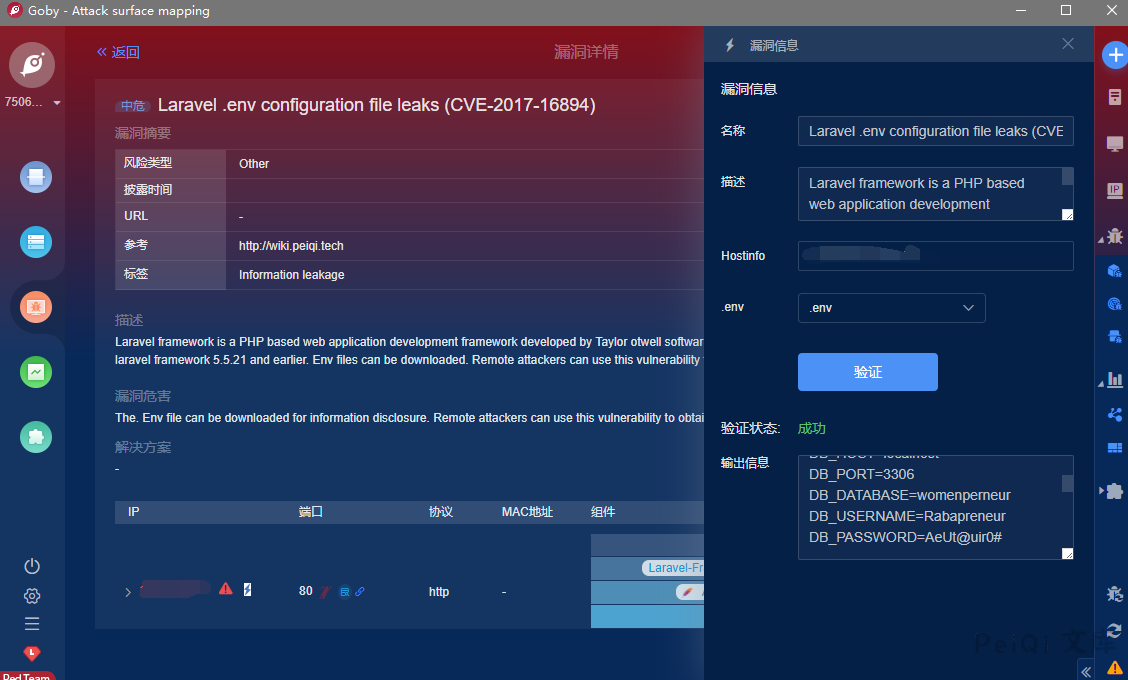 Goby - Attack surface mapping
7506...
« 返回
漏洞详情
中危 Laravel .env configuration file leaks (CVE-2017-16894)
漏洞摘要
风险类型 Other
披露时间
URL -
参考 http://wiki.peiqi.tech
标签 Information leakage
描述
Laravel framework is a PHP based web application development framework developed by Taylor otwell softwar
laravel framework 5.5.21 and earlier. Env files can be downloaded. Remote attackers can use this vulnerability
漏洞危害
The. Env file can be downloaded for information disclosure. Remote attackers can use this vulnerability to obtai
解决方案
-
IP 端口 协议 MAC地址 组件
80 http -
Laravel-Fr
Red Team
漏洞信息
漏洞信息
名称 Laravel .env configuration file leaks (CVE
描述 Laravel framework is a PHP based
web application development
Hostinfo
.env .env
验证
验证状态: 成功
输出信息 DB_HOST=localhost
DB_PORT=3306
DB_DATABASE=womenperneur
DB_USERNAME=Rabapreneur
DB_PASSWORD=AeUt@uir0#
IP
PeiQi 文库